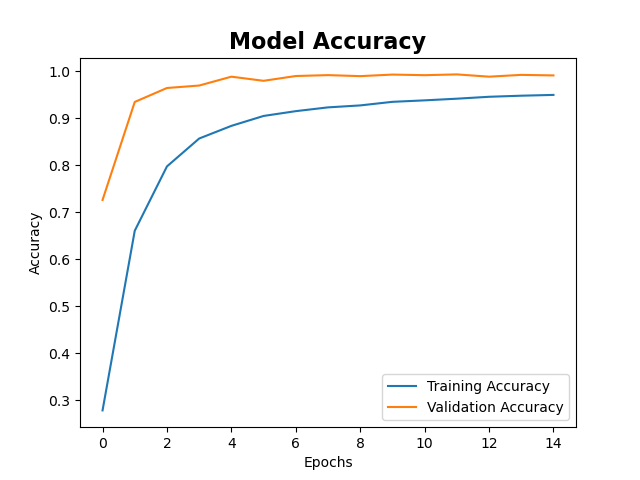 Model Accuracy
1.0
0.9
0.8
0.7
0.6
0.5
0.4
0.3
Accuracy
Training Accuracy
Validation Accuracy
0 2 4 6 8 10 12 14
Epochs